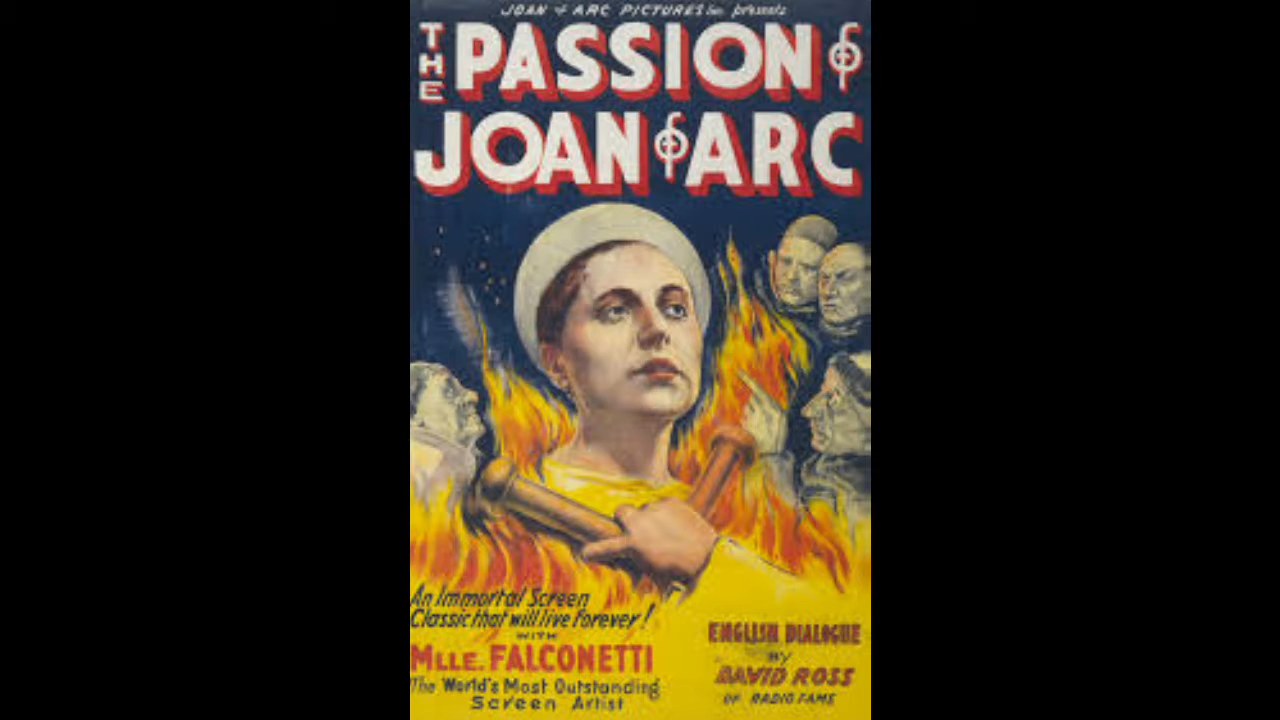 JOAN of ARC PICTURES Inc. presents
THE PASSION of
JOAN of ARC
An Immortal Screen
Classic that will live Forever!
WITH
MLLE. FALCONETTI
The World's Most Outstanding
Screen Artist
ENGLISH DIALOGUE
BY
DAVID ROSS
OF RADIO FAME